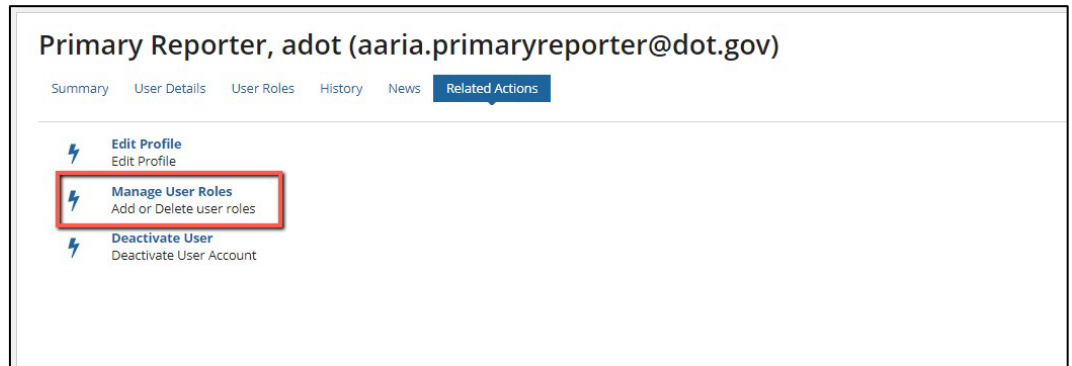 Primary Reporter, adot (aaria.primaryreporter@dot.gov)
Summary User Details User Roles History News Related Actions
Edit Profile
Edit Profile
Manage User Roles
Add or Delete user roles
Deactivate User
Deactivate User Account